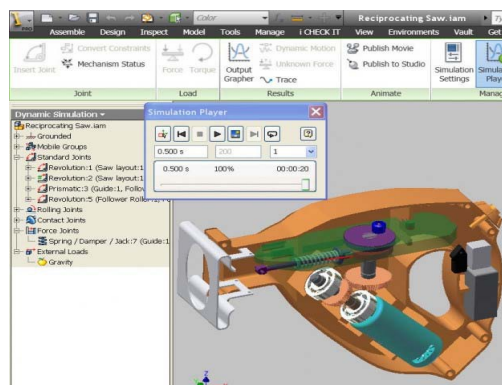 Color
Reciprocating Saw.iam
PRO
Assemble Design Inspect Model Tools Manage i CHECK IT View Environments Vault Get
Insert Joint
Convert Constraints
Mechanism Status
Joint
Force Torque
Load
Output Grapher
Dynamic Motion
Unknown Force
Trace
Results
Publish Movie
Publish to Studio
Animate
Simulation Settings
Manag
Dynamic Simulation
Reciprocating Saw.iam
Grounded
Mobile Groups
Standard Joints
Revolution:1 (Saw layout:1
Revolution:2 (Saw layout:1
Prismatic:3 (Guide:1, Follow
Revolution:5 (Follower Roller
Rolling Joints
Contact Joints
Force Joints
Spring / Damper / Jack:7 (Guide:1
External Loads
Gravity
Simulation Player
0.500 s 200 1
0.500 s 100% 00:00:20
Z